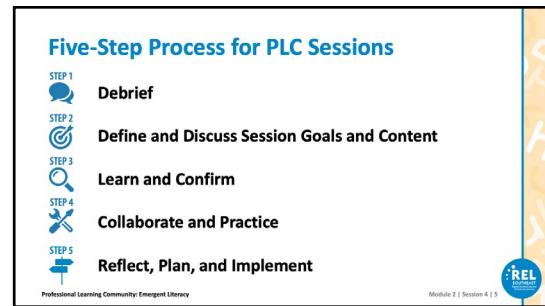 Five-Step Process for PLC Sessions
STEP 1
Debrief
STEP 2
Define and Discuss Session Goals and Content
STEP 3
Learn and Confirm
STEP 4
Collaborate and Practice
STEP 5
Reflect, Plan, and Implement
Professional Learning Community: Emergent Literacy
Module 2 | Session 4 | 5
REL
SOUTHEAST